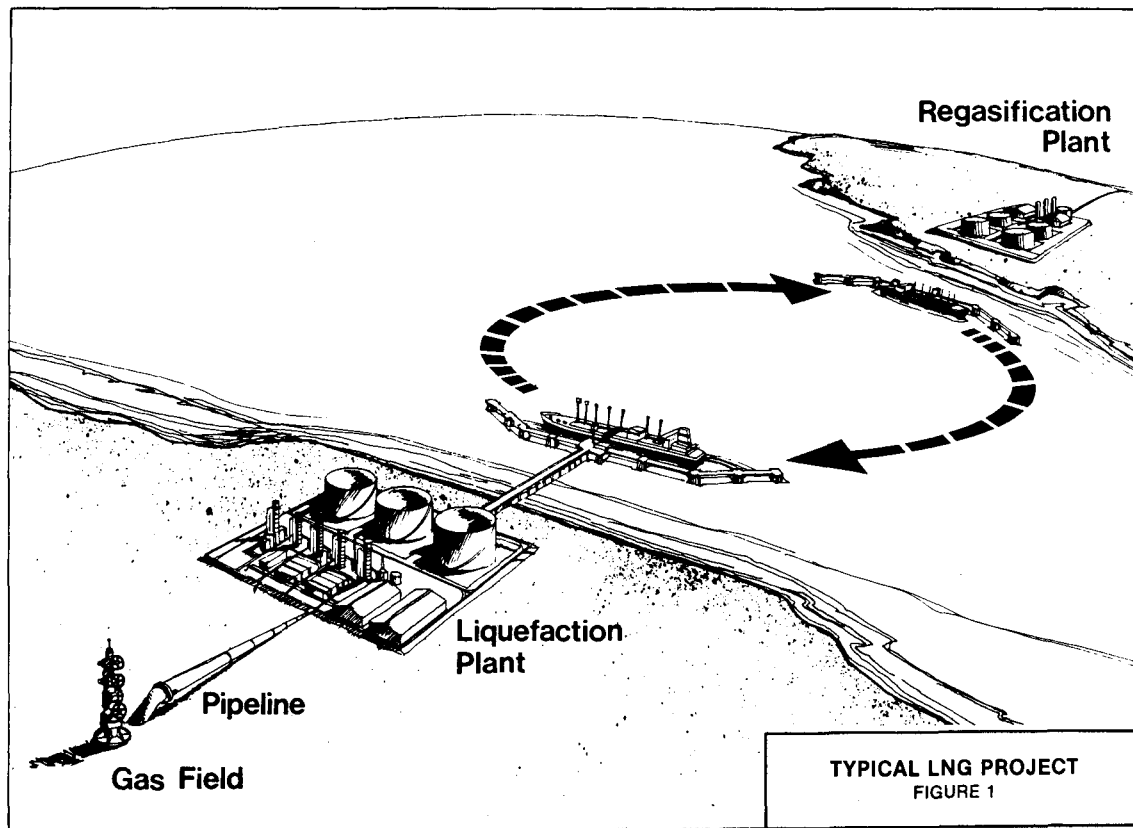 Regasification
Plant
Liquefaction
Plant
Pipeline
Gas Field
TYPICAL LNG PROJECT
FIGURE 1